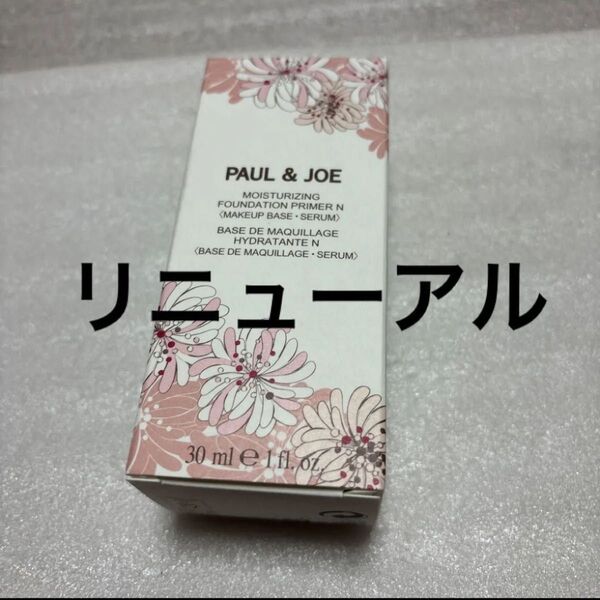 PAUL & JOE
MOISTURIZING
FOUNDATION PRIMER N
〈MAKEUP BASE・SERUM〉
BASE DE MAQUILLAGE
HYDRATANTE N
〈BASE DE MAQUILLAGE・SERUM〉
リニューアル
30 ml ℮ 1 fl. oz.